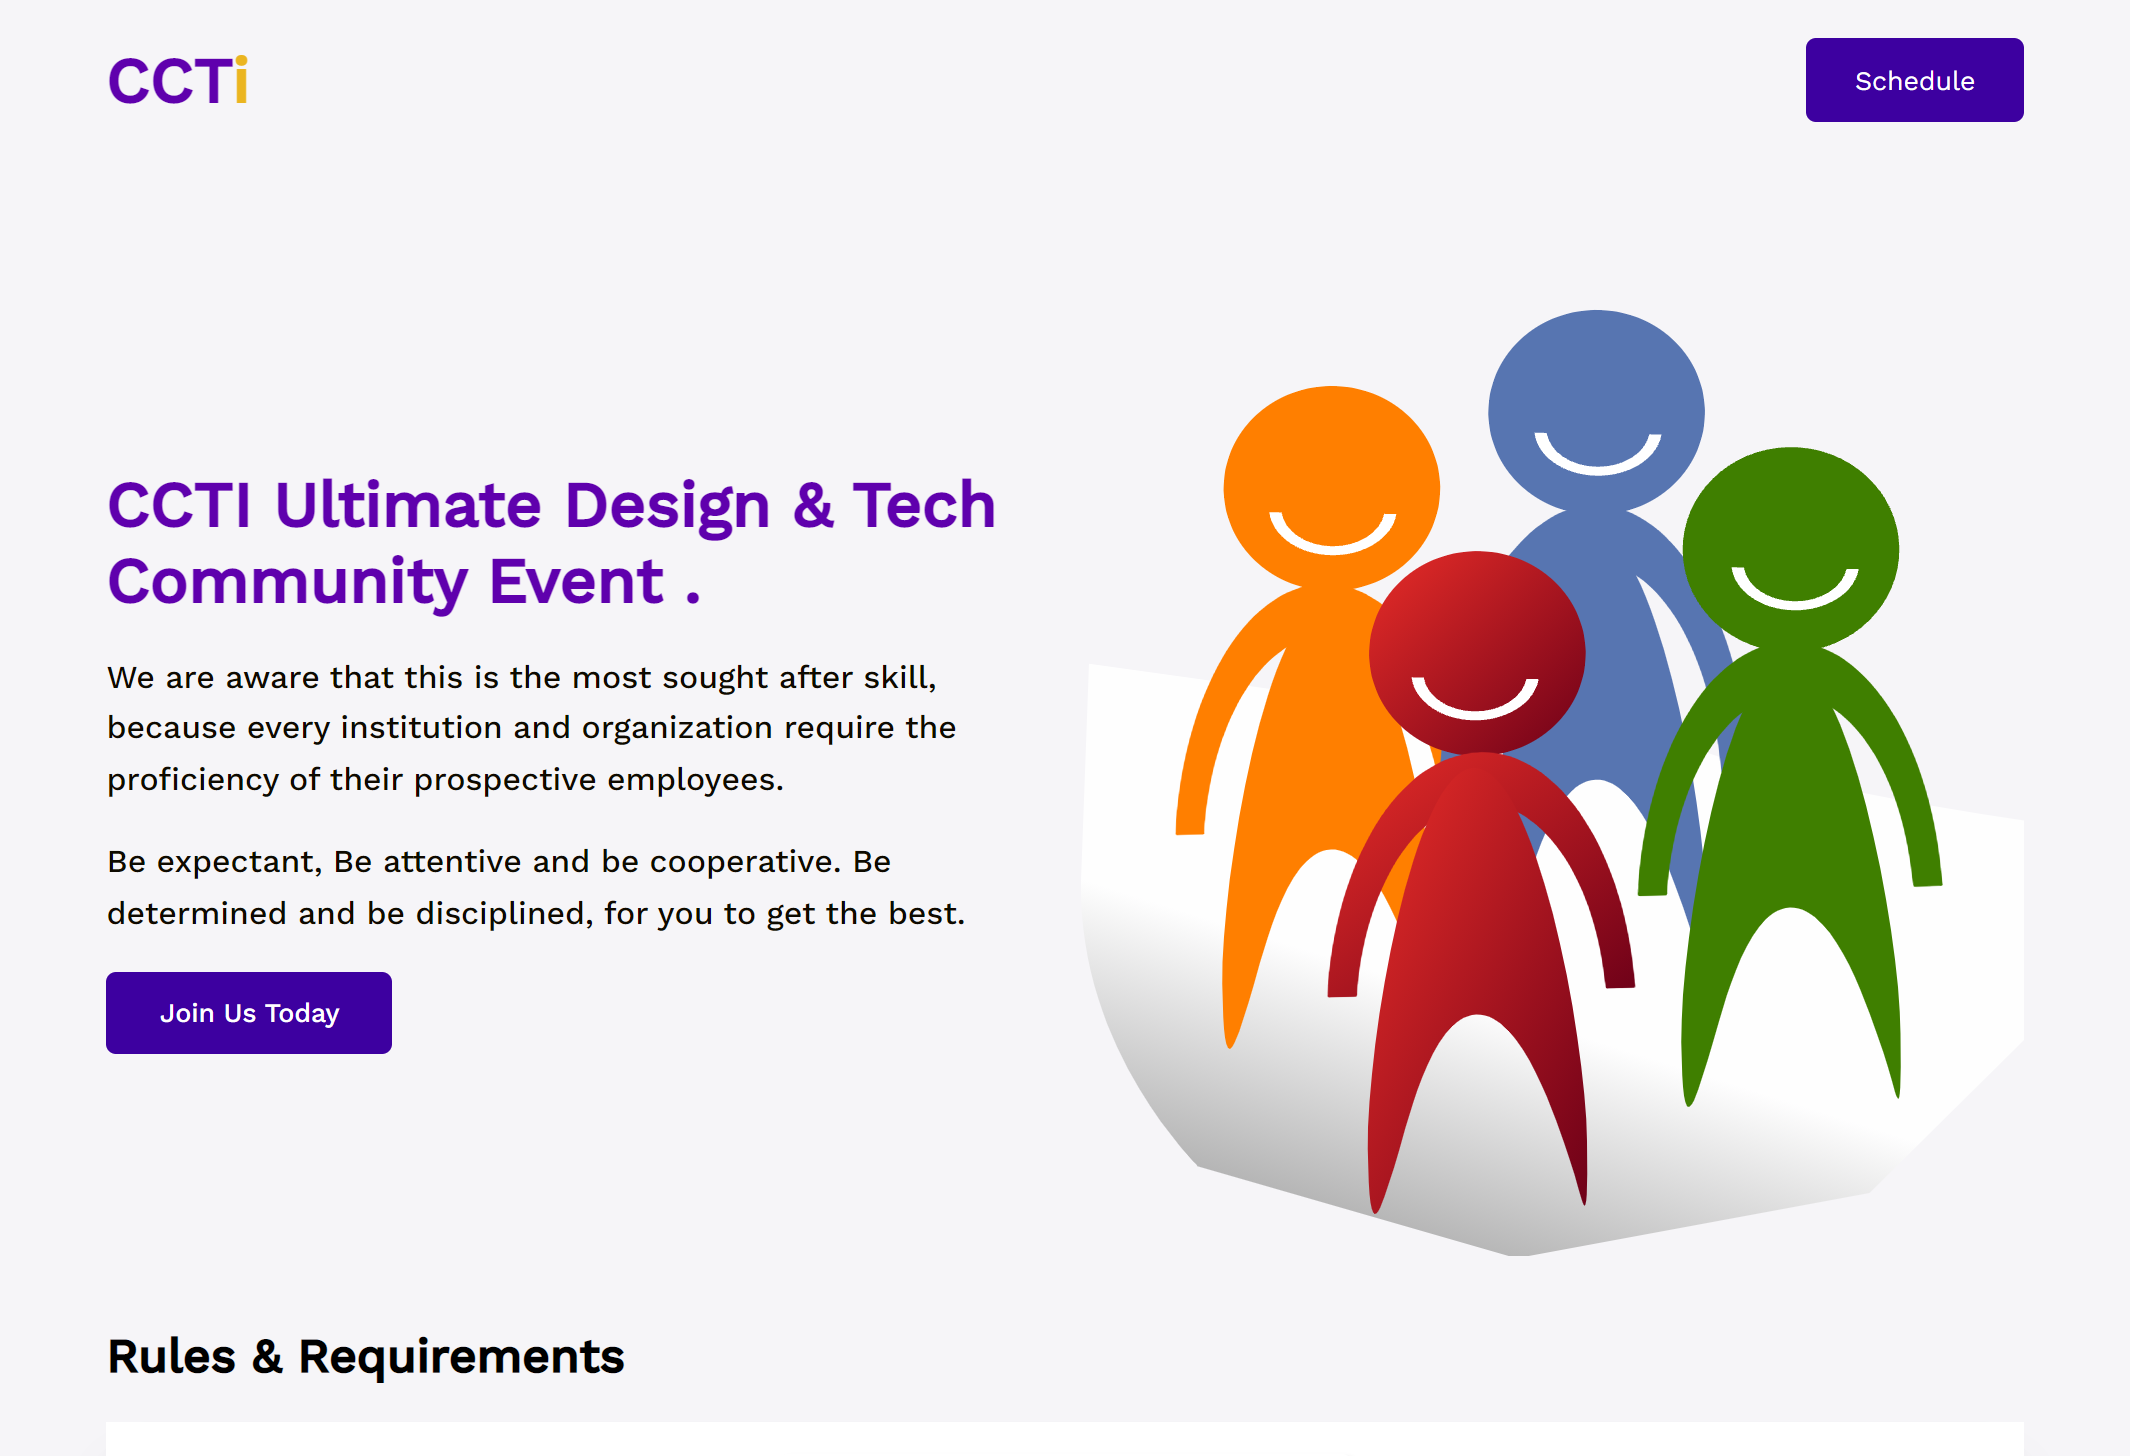 CCTi
Schedule
CCTI Ultimate Design & Tech
Community Event .
We are aware that this is the most sought after skill,
because every institution and organization require the
proficiency of their prospective employees.
Be expectant, Be attentive and be cooperative. Be
determined and be disciplined, for you to get the best.
Join Us Today
Rules & Requirements